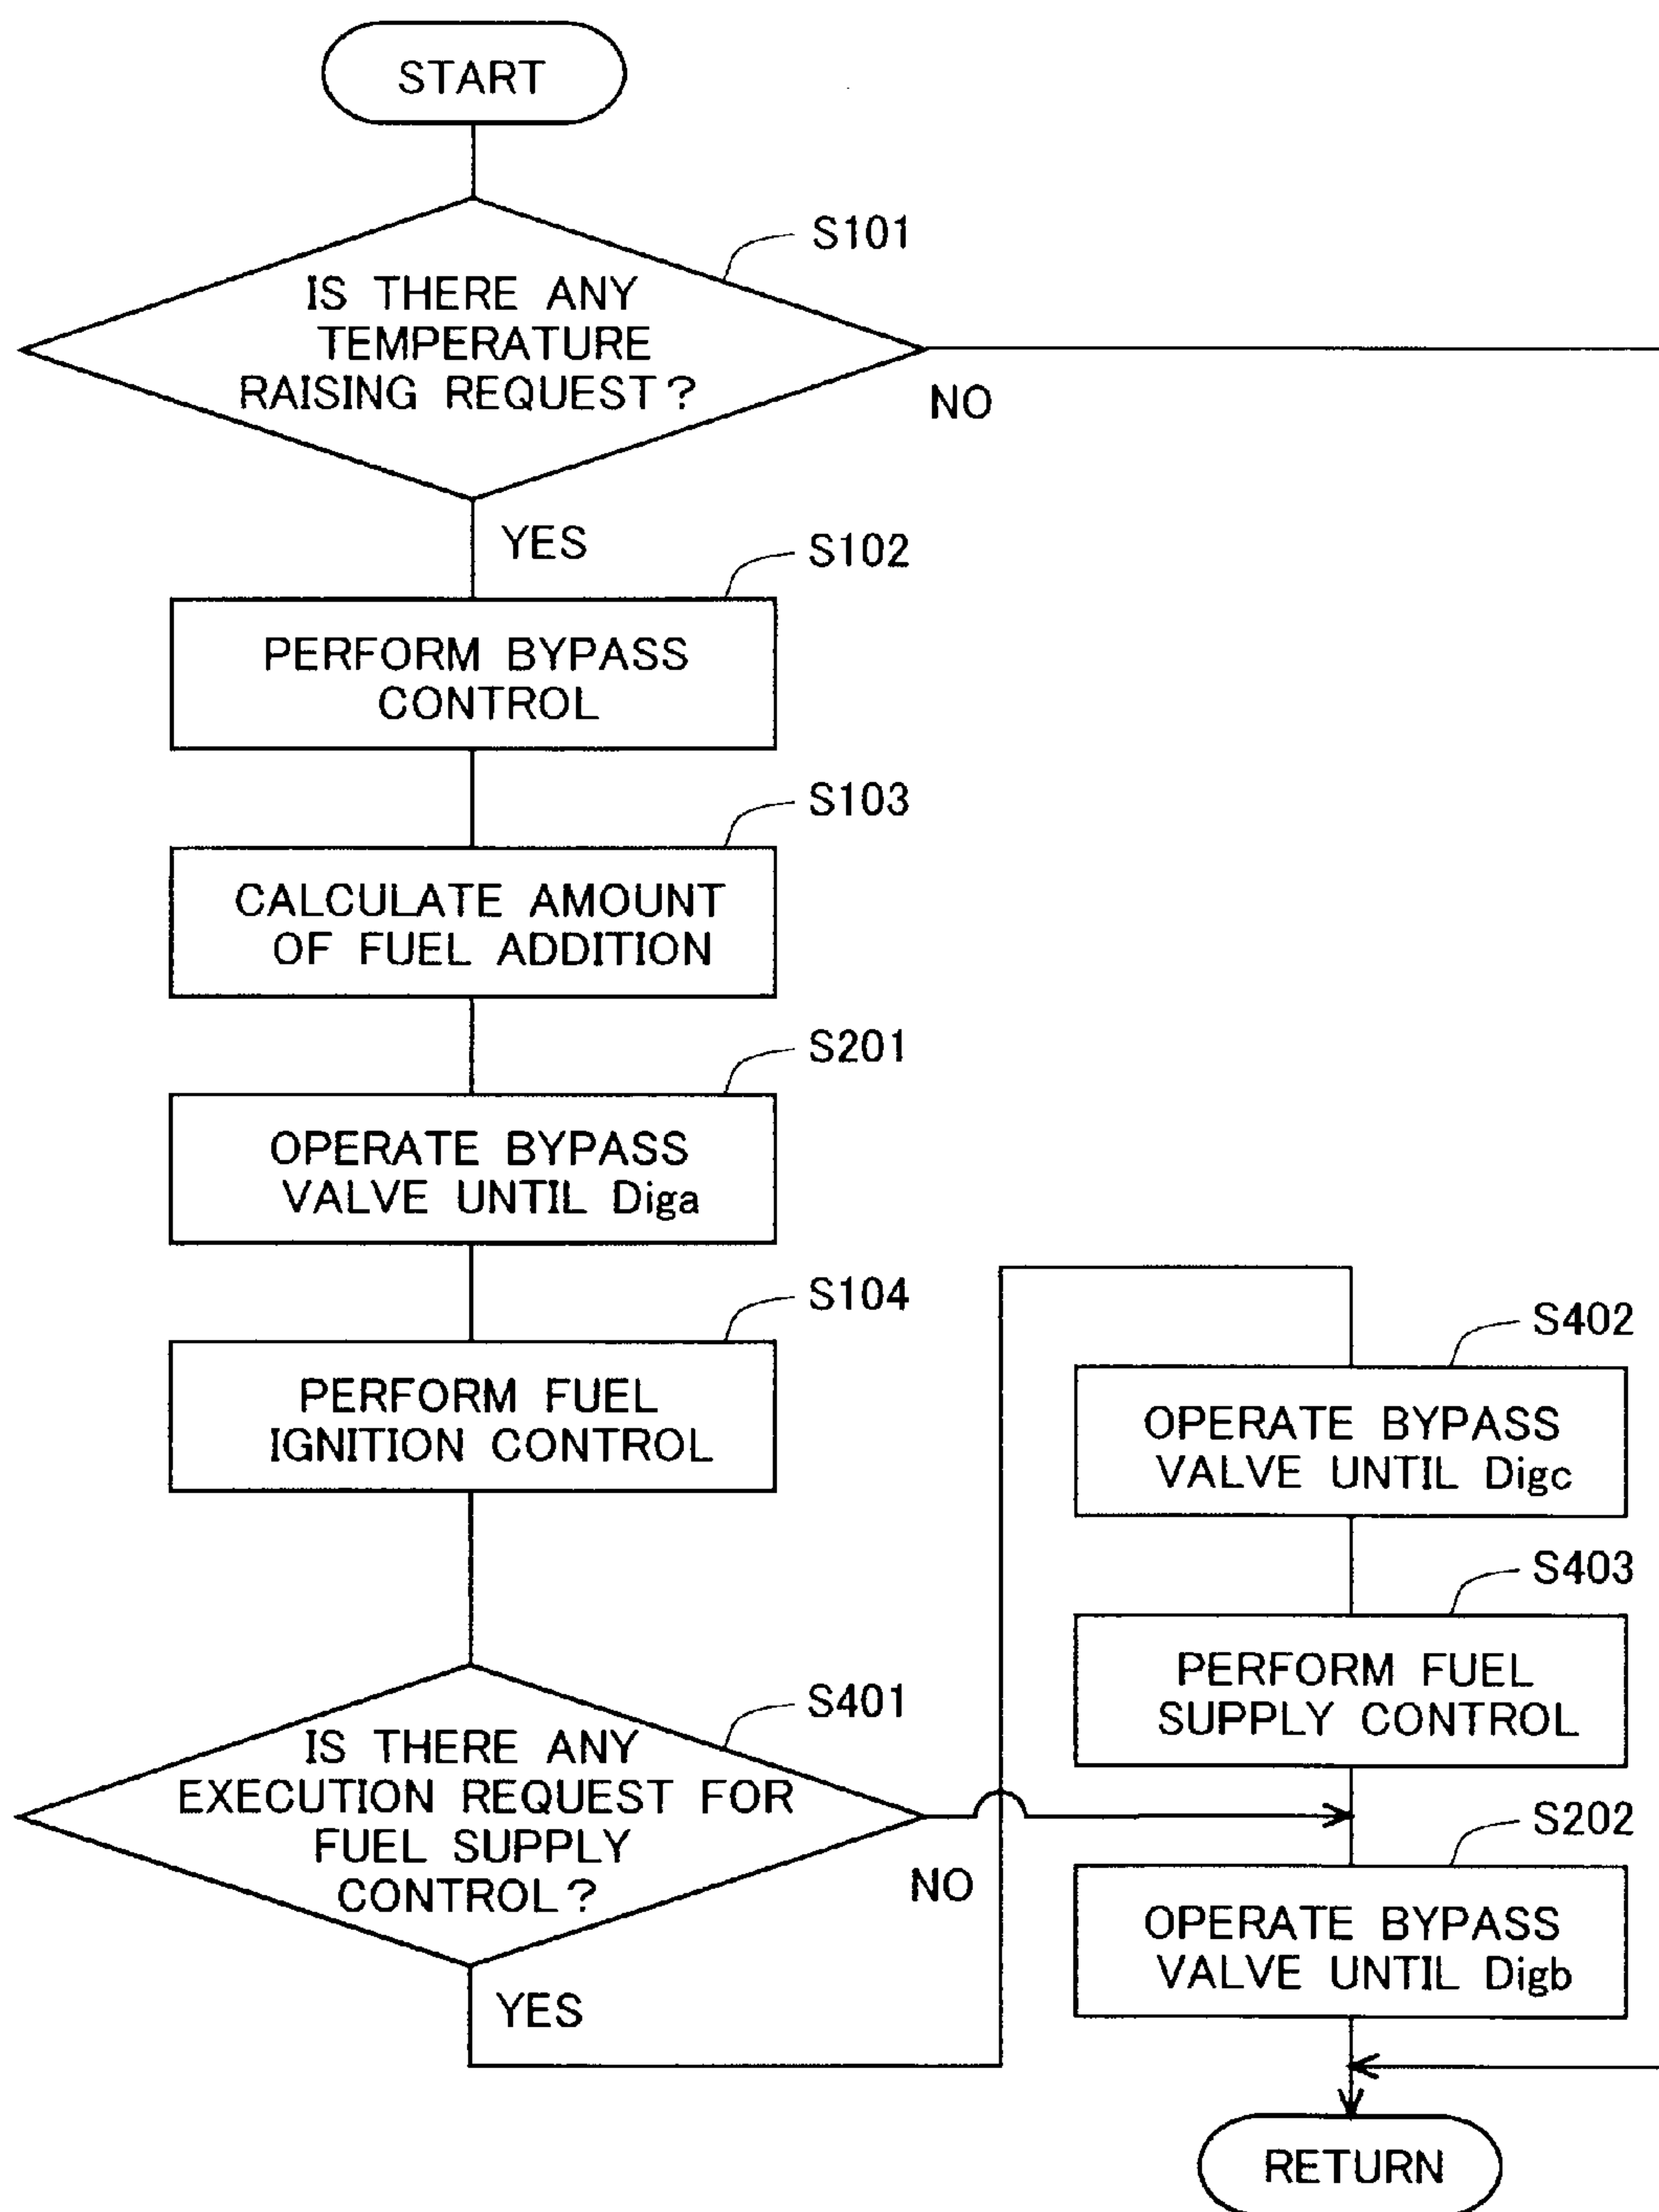 START
S101
IS THERE ANY
TEMPERATURE
RAISING REQUEST?
NO
YES
S102
PERFORM BYPASS
CONTROL
S103
CALCULATE AMOUNT
OF FUEL ADDITION
S201
OPERATE BYPASS
VALVE UNTIL Diga
S104
PERFORM FUEL
IGNITION CONTROL
S401
IS THERE ANY
EXECUTION REQUEST FOR
FUEL SUPPLY
CONTROL?
NO
YES
S402
OPERATE BYPASS
VALVE UNTIL Digc
S403
PERFORM FUEL
SUPPLY CONTROL
S202
OPERATE BYPASS
VALVE UNTIL Digb
RETURN